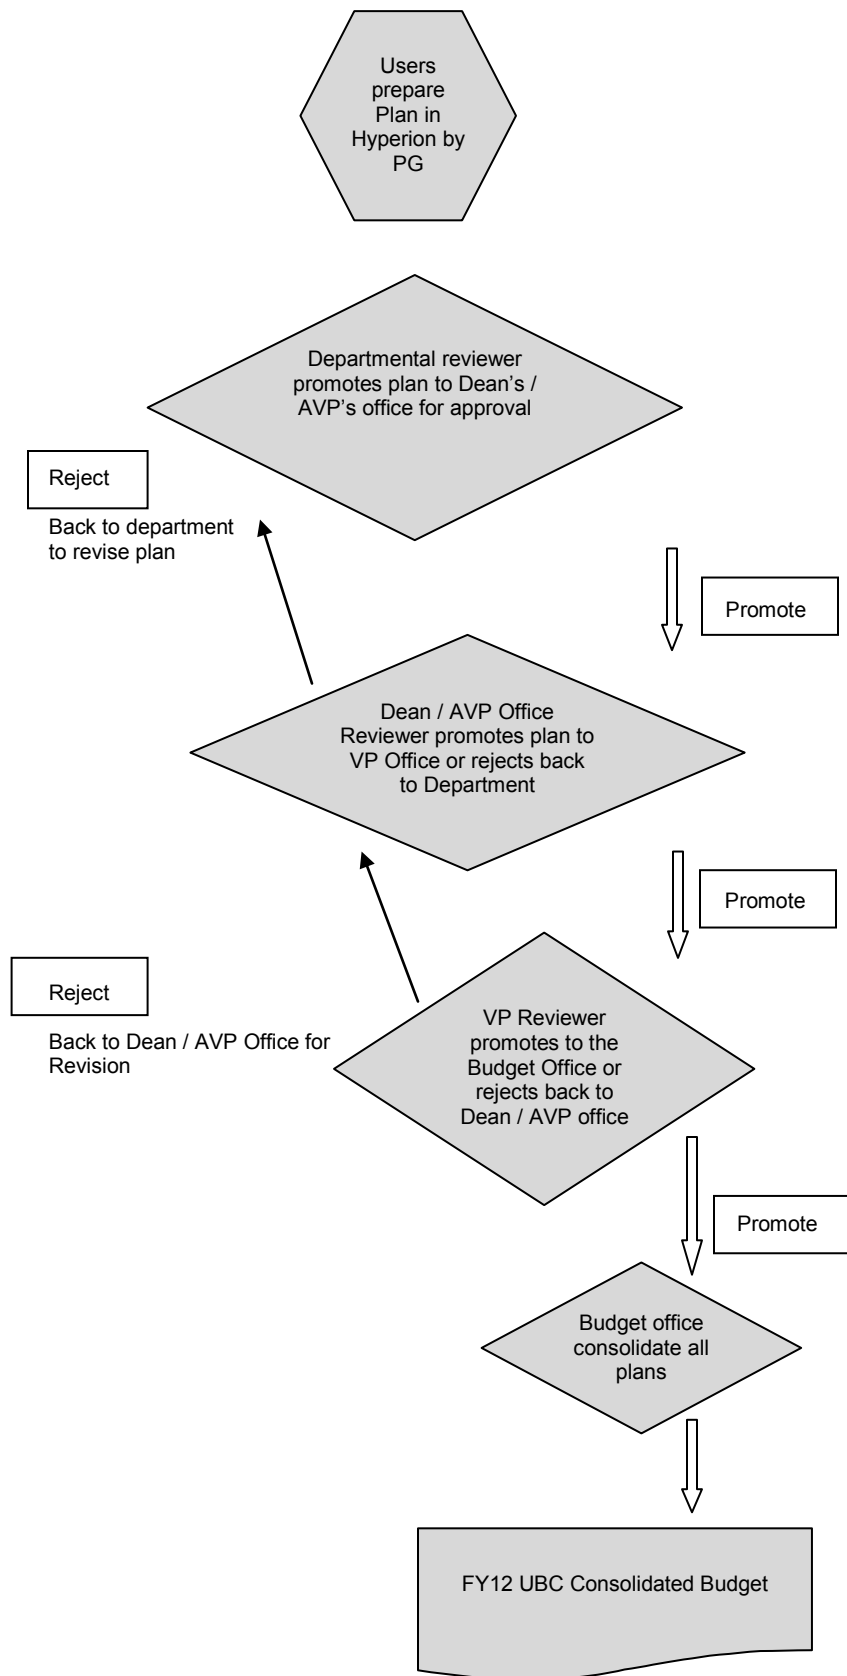 Users
prepare
Plan in
Hyperion by
PG
Departmental reviewer
promotes plan to Dean’s /
AVP’s office for approval
Reject
Back to department
to revise plan
Promote
Dean / AVP Office
Reviewer promotes plan to
VP Office or rejects back
to Department
Promote
Reject
Back to Dean / AVP Office for
Revision
VP Reviewer
promotes to the
Budget Office or
rejects back to
Dean / AVP office
Promote
Budget office
consolidate all
plans
FY12 UBC Consolidated Budget